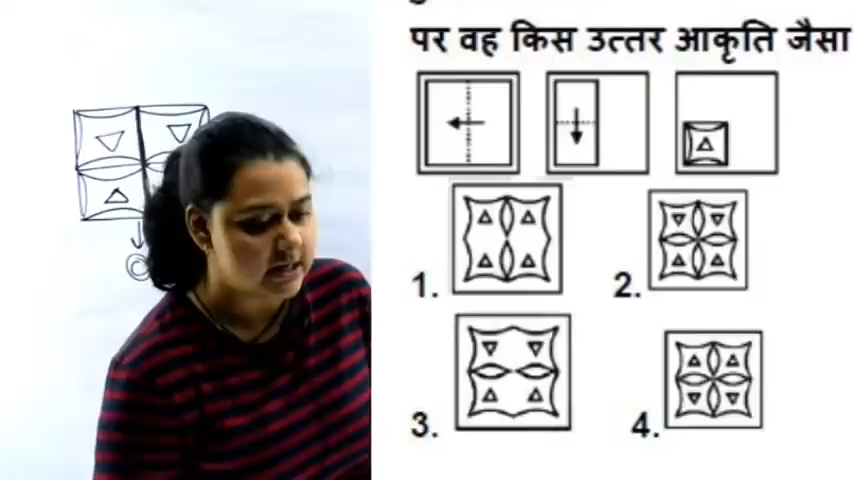 पर वह किस उत्तर आकृति जैसा
1.
2.
3.
4.